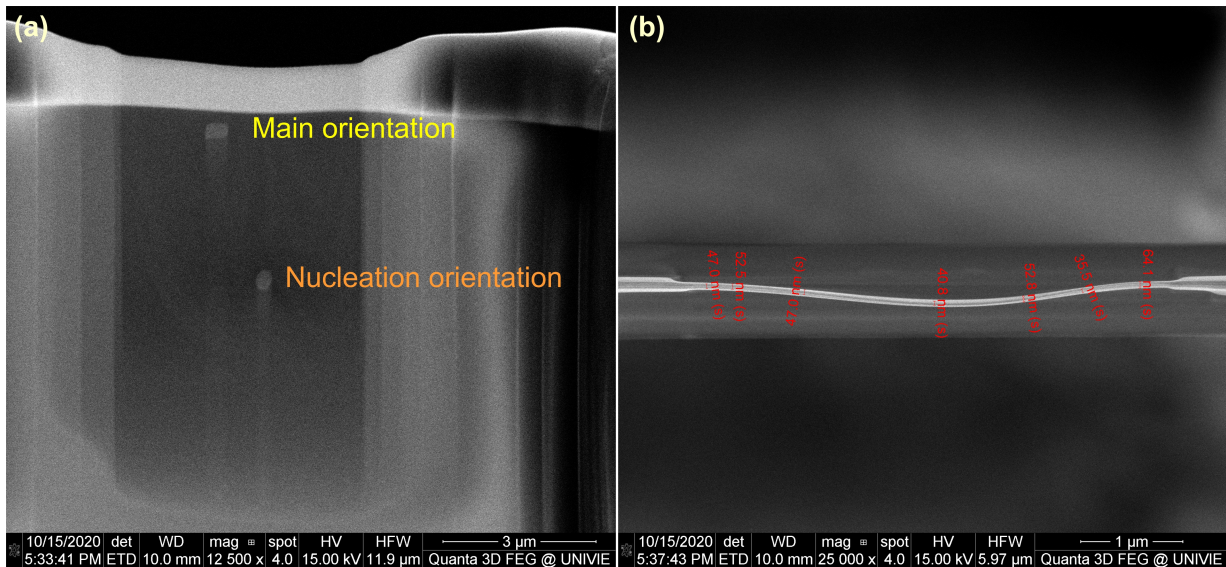 (a)
Main orientation
Nucleation orientation
10/15/2020 det WD mag ⊞ spot HV HFW 3 µm
5:33:41 PM ETD 10.0 mm 12 500 x 4.0 15.00 kV 11.9 µm Quanta 3D FEG @ UNIVIE
(b)
47.0 nm (s)
52.5 nm (s)
47.0 nm (s)
40.8 nm (s)
52.8 nm (s)
64.1 nm (s)
10/15/2020 det WD mag ⊞ spot HV HFW 1 µm
5:37:43 PM ETD 10.0 mm 25 000 x 4.0 15.00 kV 5.97 µm Quanta 3D FEG @ UNIVIE